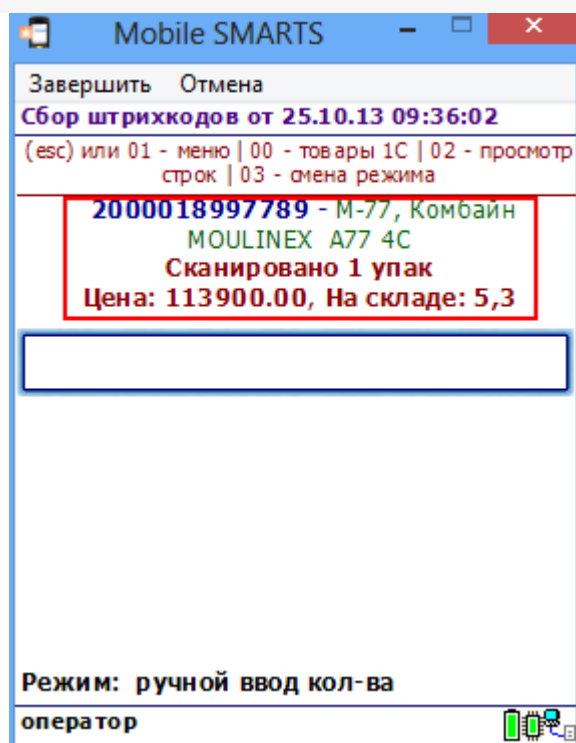 Mobile SMARTS
Завершить Отмена
Сбор штрихкодов от 25.10.13 09:36:02
(esc) или 01 - меню | 00 - товары 1С | 02 - просмотр
строк | 03 - смена режима
2000018997789 - М-77, Комбайн
MOULINEX A77 4C
Сканировано 1 упак
Цена: 113900.00, На складе: 5,3
Режим: ручной ввод кол-ва
оператор